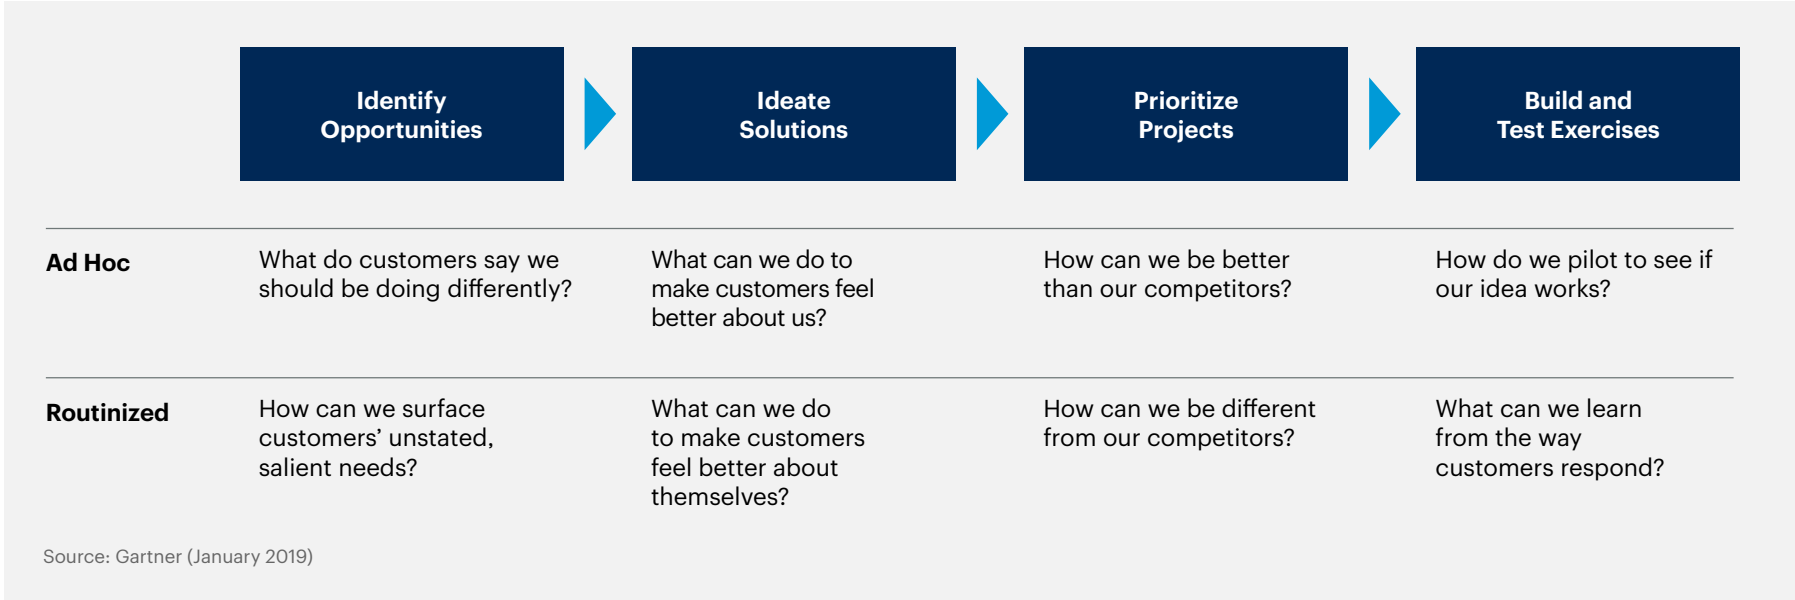 Identify
Opportunities
Ideate
Solutions
Prioritize
Projects
Build and
Test Exercises
Ad Hoc
What do customers say we
should be doing differently?
What can we do to
make customers feel
better about us?
How can we be better
than our competitors?
How do we pilot to see if
our idea works?
Routinized
How can we surface
customers’ unstated,
salient needs?
What can we do
to make customers
feel better about
themselves?
How can we be different
from our competitors?
What can we learn
from the way
customers respond?
Source: Gartner (January 2019)